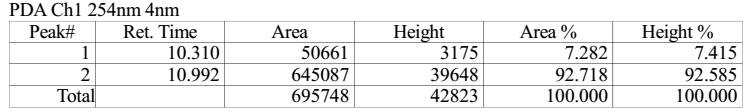 PDA Ch1 254nm 4nm
Peak# Ret. Time Area Height Area % Height %
1 10.310 50661 3175 7.282 7.415
2 10.992 645087 39648 92.718 92.585
Total 695748 42823 100.000 100.000